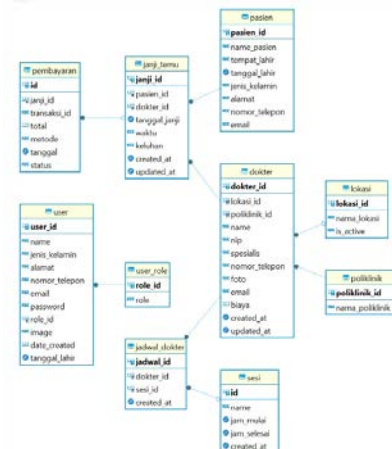 pembayaran
id
janji_id
transaksi_id
total
metode
tanggal
status
janji_temu
janji_id
pasien_id
dokter_id
tanggal_janji
waktu
keluhan
created_at
updated_at
pasien
pasien_id
name_pasien
tempat_lahir
tanggal_lahir
jenis_kelamin
alamat
nomor_telepon
email
user
user_id
name
jenis_kelamin
alamat
nomor_telepon
email
password
role_id
image
date_created
tanggal_lahir
user_role
role_id
role
dokter
dokter_id
lokasi_id
poliklinik_id
name
nip
spesialis
nomor_telepon
foto
email
biaya
created_at
updated_at
lokasi
lokasi_id
nama_lokasi
is_active
poliklinik
poliklinik_id
nama_poliklinik
jadwal_dokter
jadwal_id
dokter_id
sesi_id
created_at
sesi
id
name
jam_mulai
jam_selesai
created_at